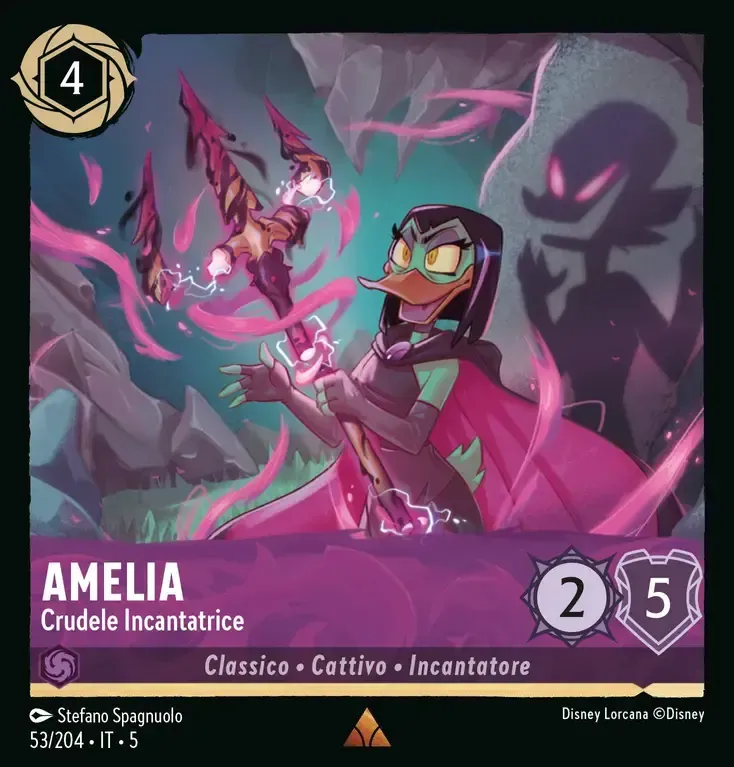 4
AMELIA
Crudele Incantatrice
2
5
Classico • Cattivo • Incantatore
Stefano Spagnuolo
Disney Lorcana ©Disney
53/204 • IT • 5